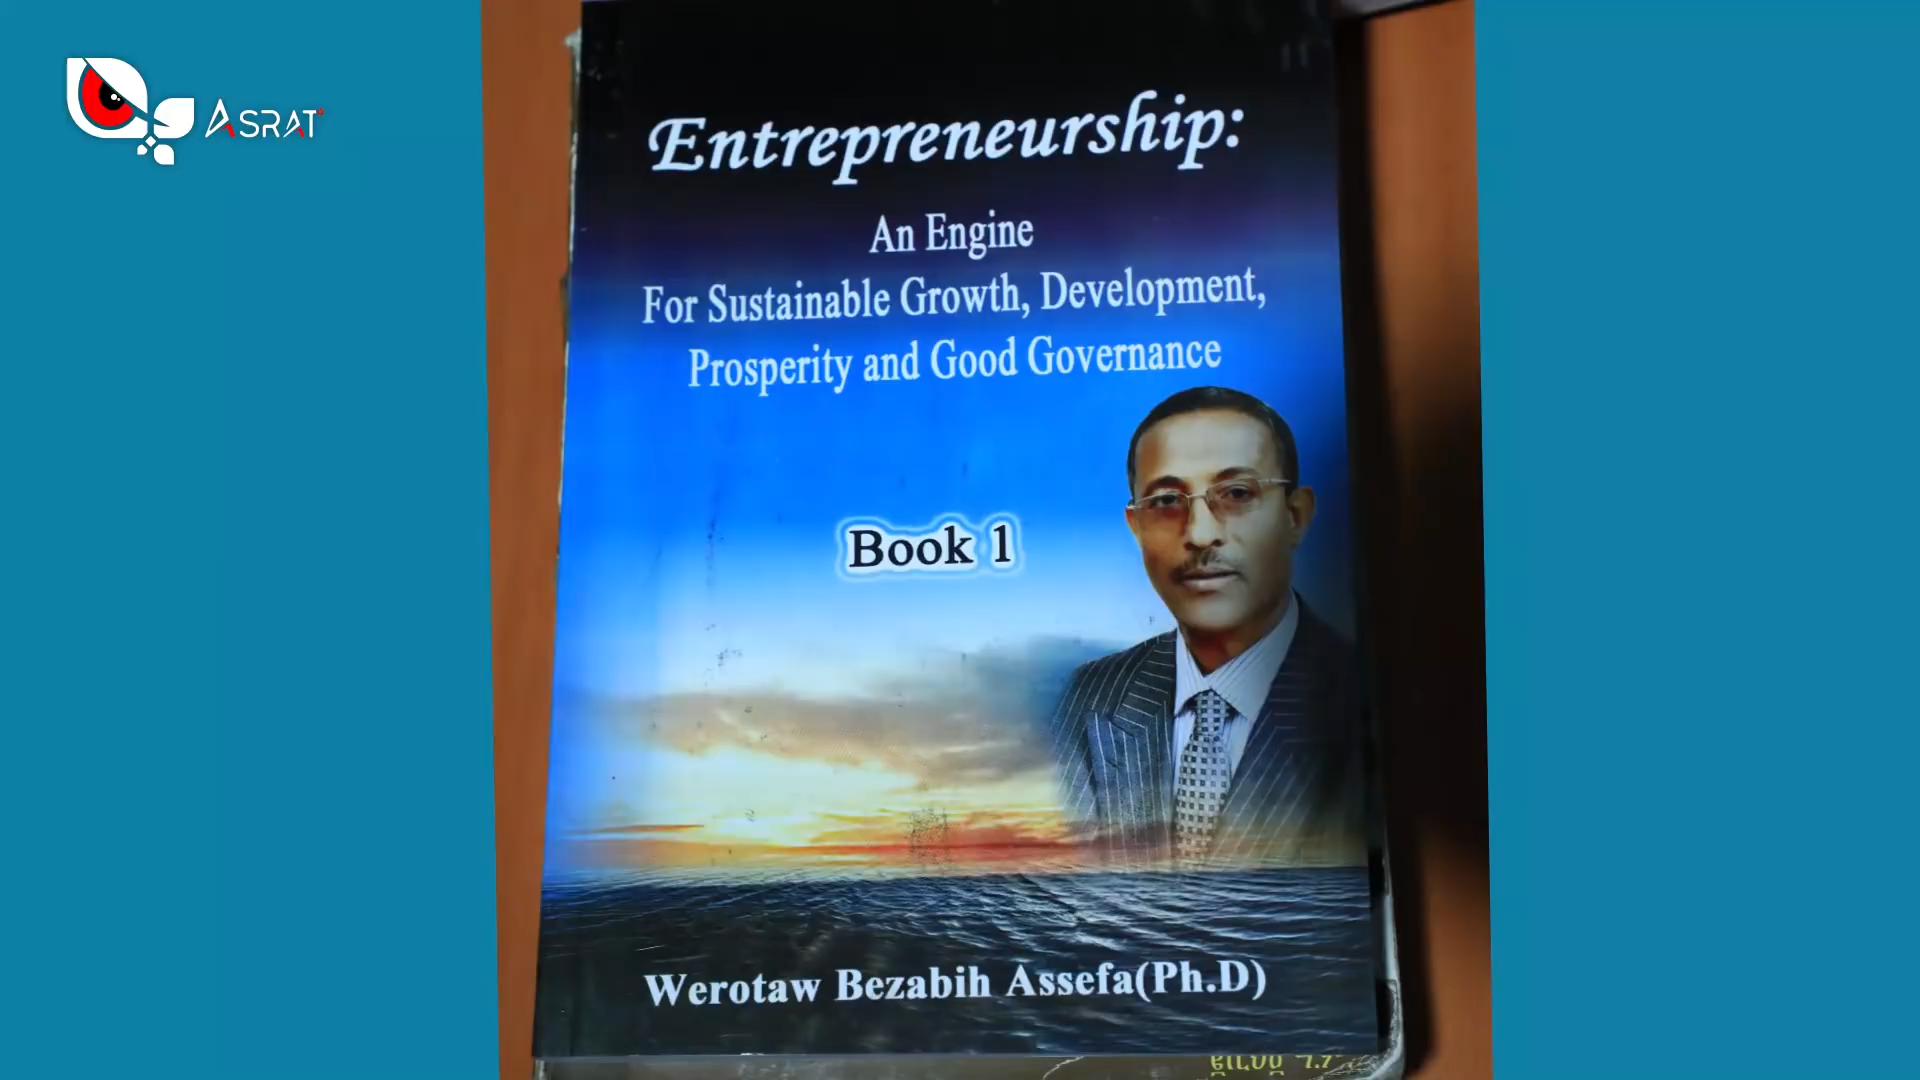 ASRAT
Entrepreneurship:
An Engine
For Sustainable Growth, Development,
Prosperity and Good Governance
Book 1
Werotaw Bezabih Assefa(Ph.D)